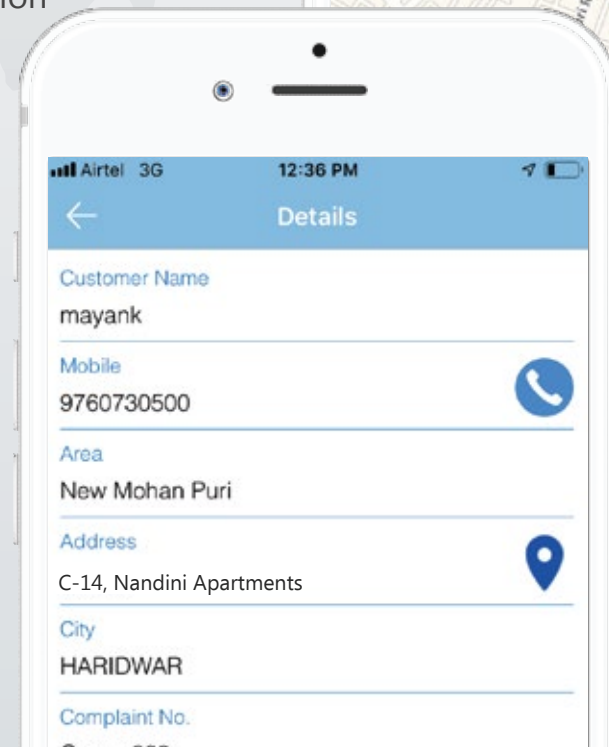 Airtel 3G 12:36 PM
Details
Customer Name
mayank
Mobile
9760730500
Area
New Mohan Puri
Address
C-14, Nandini Apartments
City
HARIDWAR
Complaint No.